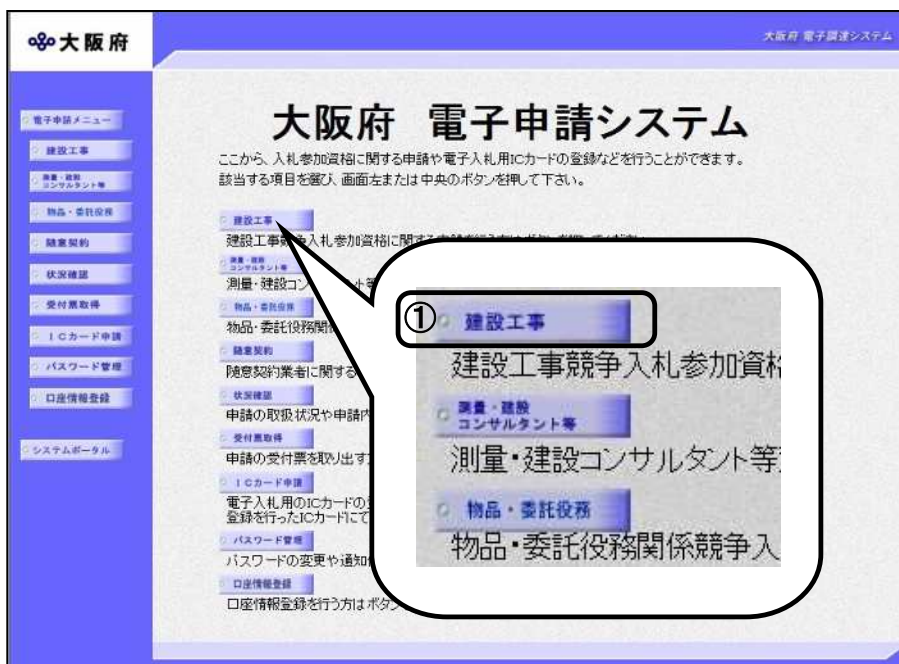 大阪府
大阪府 電子調達システム
電子申請メニュー
建設工事
測量・建設
コンサルタント等
物品・委託役務
随意契約
状況確認
受付票取得
ICカード申請
パスワード管理
口座情報登録
システムポータル
大阪府 電子申請システム
ここから、入札参加資格に関する申請や電子入札用ICカードの登録などを行うことができます。
該当する項目を選び、画面左または中央のボタンを押して下さい。
建設工事
建設工事競争入札参加資格に関する
測量・建設
コンサルタント等
測量・建設コン
物品・委託役務
物品・委託役務関係
随意契約
随意契約業者に関する
状況確認
申請の取扱状況や申請内
受付票取得
申請の受付票を取り出す
ICカード申請
電子入札用のICカードの
登録を行ったICカードにて
パスワード管理
パスワードの変更や通知
口座情報登録
口座情報登録を行う方はボタン
① 建設工事
建設工事競争入札参加資格
測量・建設
コンサルタント等
測量・建設コンサルタント等
物品・委託役務
物品・委託役務関係競争入